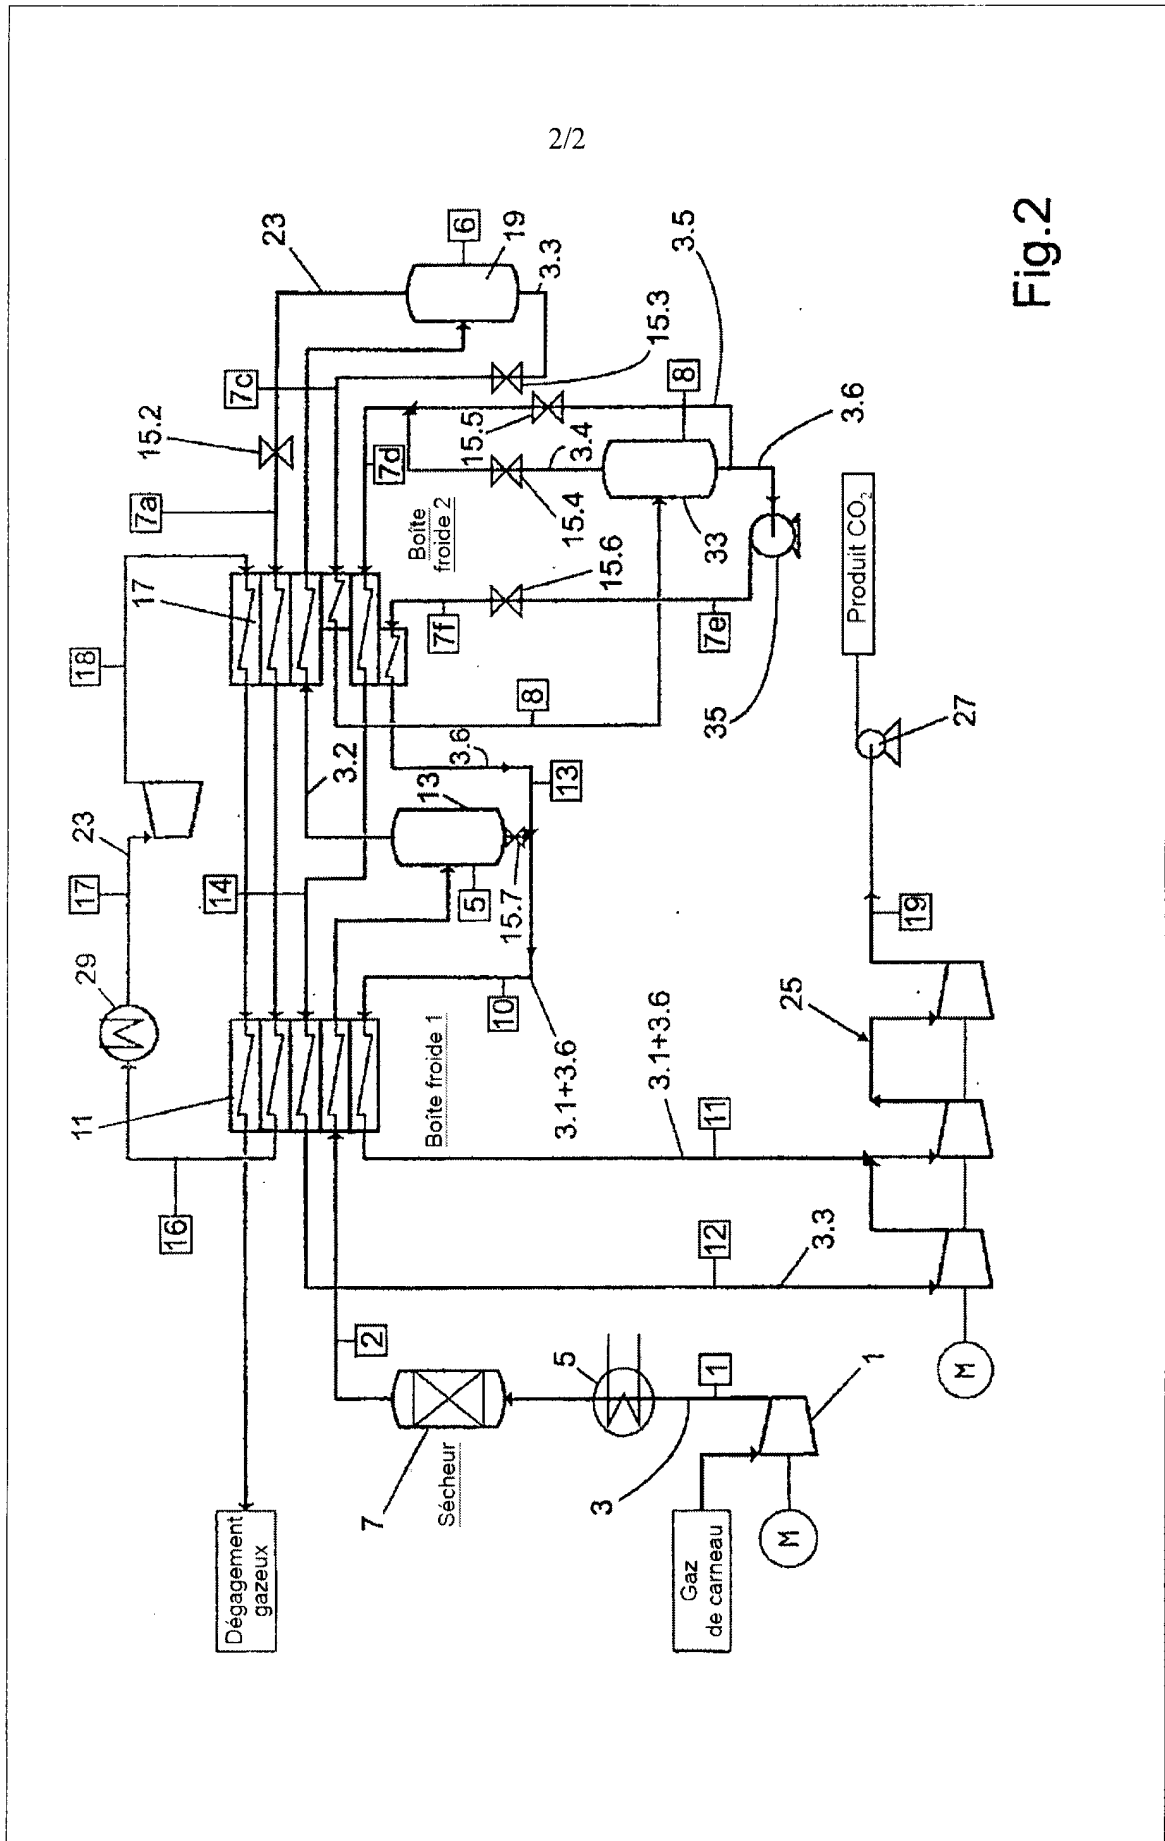 2/2
23
6
19
3.3
7c
15.2
7a
15.3
3.5
8
15.5
3.4
7d
3.6
15.4
33
Boîte
froide 2
15.6
17
18
7f
7e
35
Produit CO₂
8
3.2
3.6
13
13
27
23
17
14
5
15.7
29
10
19
11
Boîte froide 1
3.1+3.6
25
3.1+3.6
11
16
12
3.3
2
5
1
1
7
Sécheur
3
M
M
Dégagement
gazeux
Gaz
de carneau
Fig.2